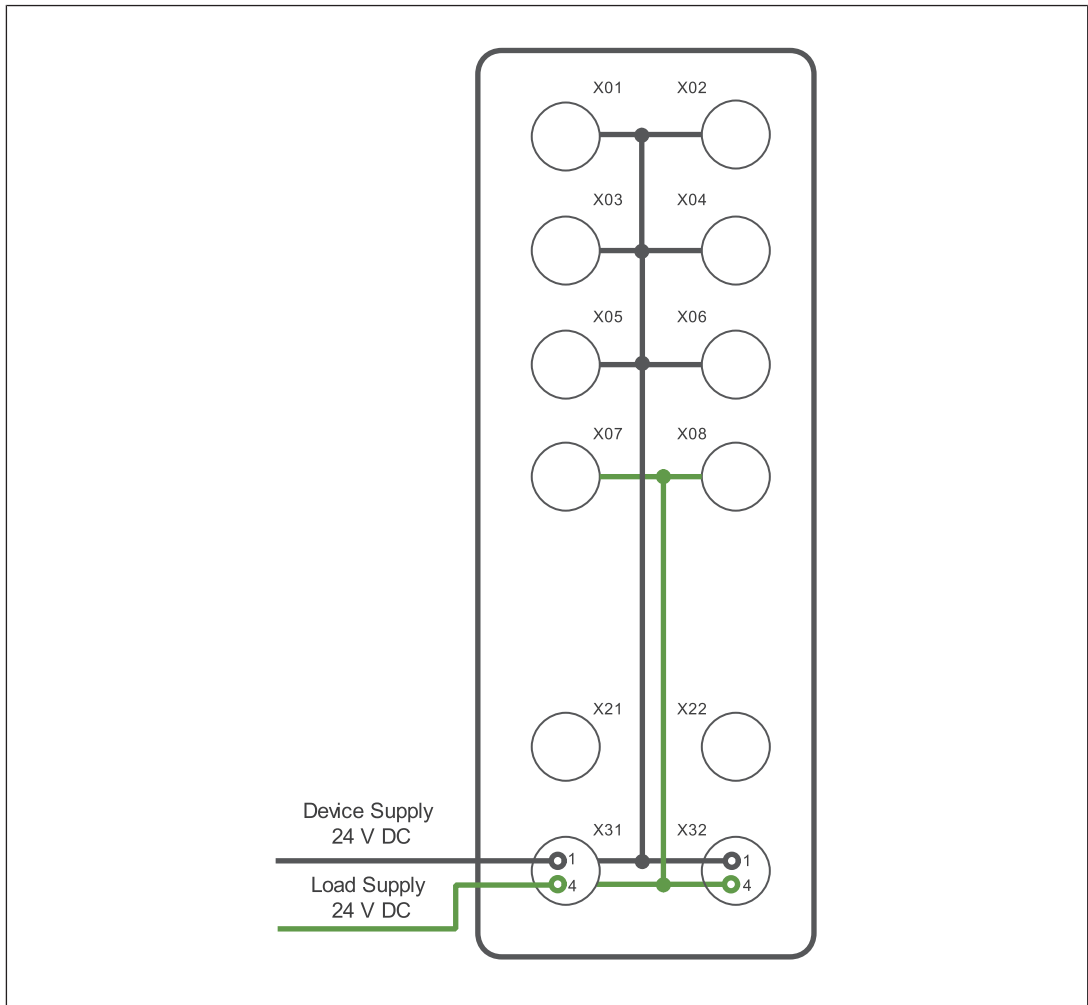 X01 X02
X03 X04
X05 X06
X07 X08
X21 X22
Device Supply
24 V DC
X31 X32
1 1
Load Supply
24 V DC
4 4